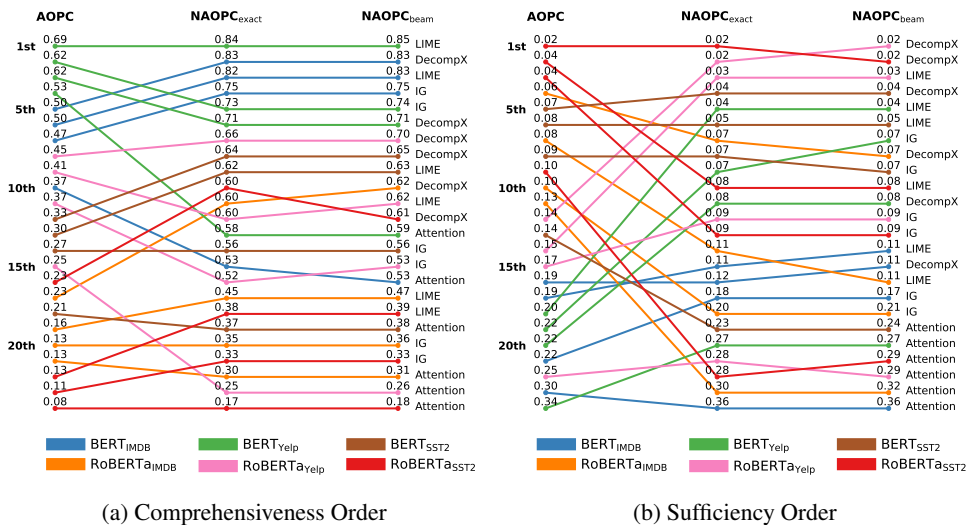 AOPC NAOPCexact NAOPCbeam
1st 0.69 0.84 0.85 LIME
0.62 0.83 0.83 DecompX
0.62 0.82 0.83 LIME
0.53 0.75 0.75 IG
5th 0.50 0.73 0.74 IG
0.50 0.71 0.71 DecompX
0.47 0.66 0.70 DecompX
0.45 0.64 0.65 DecompX
0.41 0.62 0.63 LIME
10th 0.37 0.60 0.62 DecompX
0.37 0.60 0.62 LIME
0.33 0.60 0.61 DecompX
0.30 0.58 0.59 Attention
0.27 0.56 0.56 IG
15th 0.25 0.53 0.53 IG
0.23 0.52 0.53 Attention
0.23 0.45 0.47 LIME
0.21 0.38 0.39 LIME
0.16 0.37 0.38 Attention
20th 0.13 0.35 0.36 IG
0.13 0.33 0.33 IG
0.13 0.30 0.31 Attention
0.11 0.25 0.26 Attention
0.08 0.17 0.18 Attention
BERTIMDB BERTYelp BERTSST2
RoBERTaIMDB RoBERTaYelp RoBERTaSST2
(a) Comprehensiveness Order
AOPC NAOPCexact NAOPCbeam
1st 0.02 0.02 0.02 DecompX
0.04 0.02 0.02 DecompX
0.04 0.03 0.03 LIME
0.06 0.04 0.04 DecompX
5th 0.07 0.04 0.04 LIME
0.08 0.05 0.05 LIME
0.08 0.07 0.07 IG
0.09 0.07 0.07 DecompX
0.10 0.07 0.07 IG
10th 0.10 0.08 0.08 LIME
0.13 0.08 0.08 DecompX
0.14 0.09 0.09 IG
0.14 0.09 0.09 IG
0.15 0.11 0.11 LIME
15th 0.17 0.11 0.11 DecompX
0.19 0.12 0.11 LIME
0.19 0.18 0.17 IG
0.20 0.20 0.21 IG
0.22 0.23 0.24 Attention
20th 0.22 0.27 0.27 Attention
0.22 0.28 0.29 Attention
0.25 0.28 0.29 Attention
0.30 0.30 0.32 Attention
0.34 0.36 0.36 Attention
BERTIMDB BERTYelp BERTSST2
RoBERTaIMDB RoBERTaYelp RoBERTaSST2
(b) Sufficiency Order